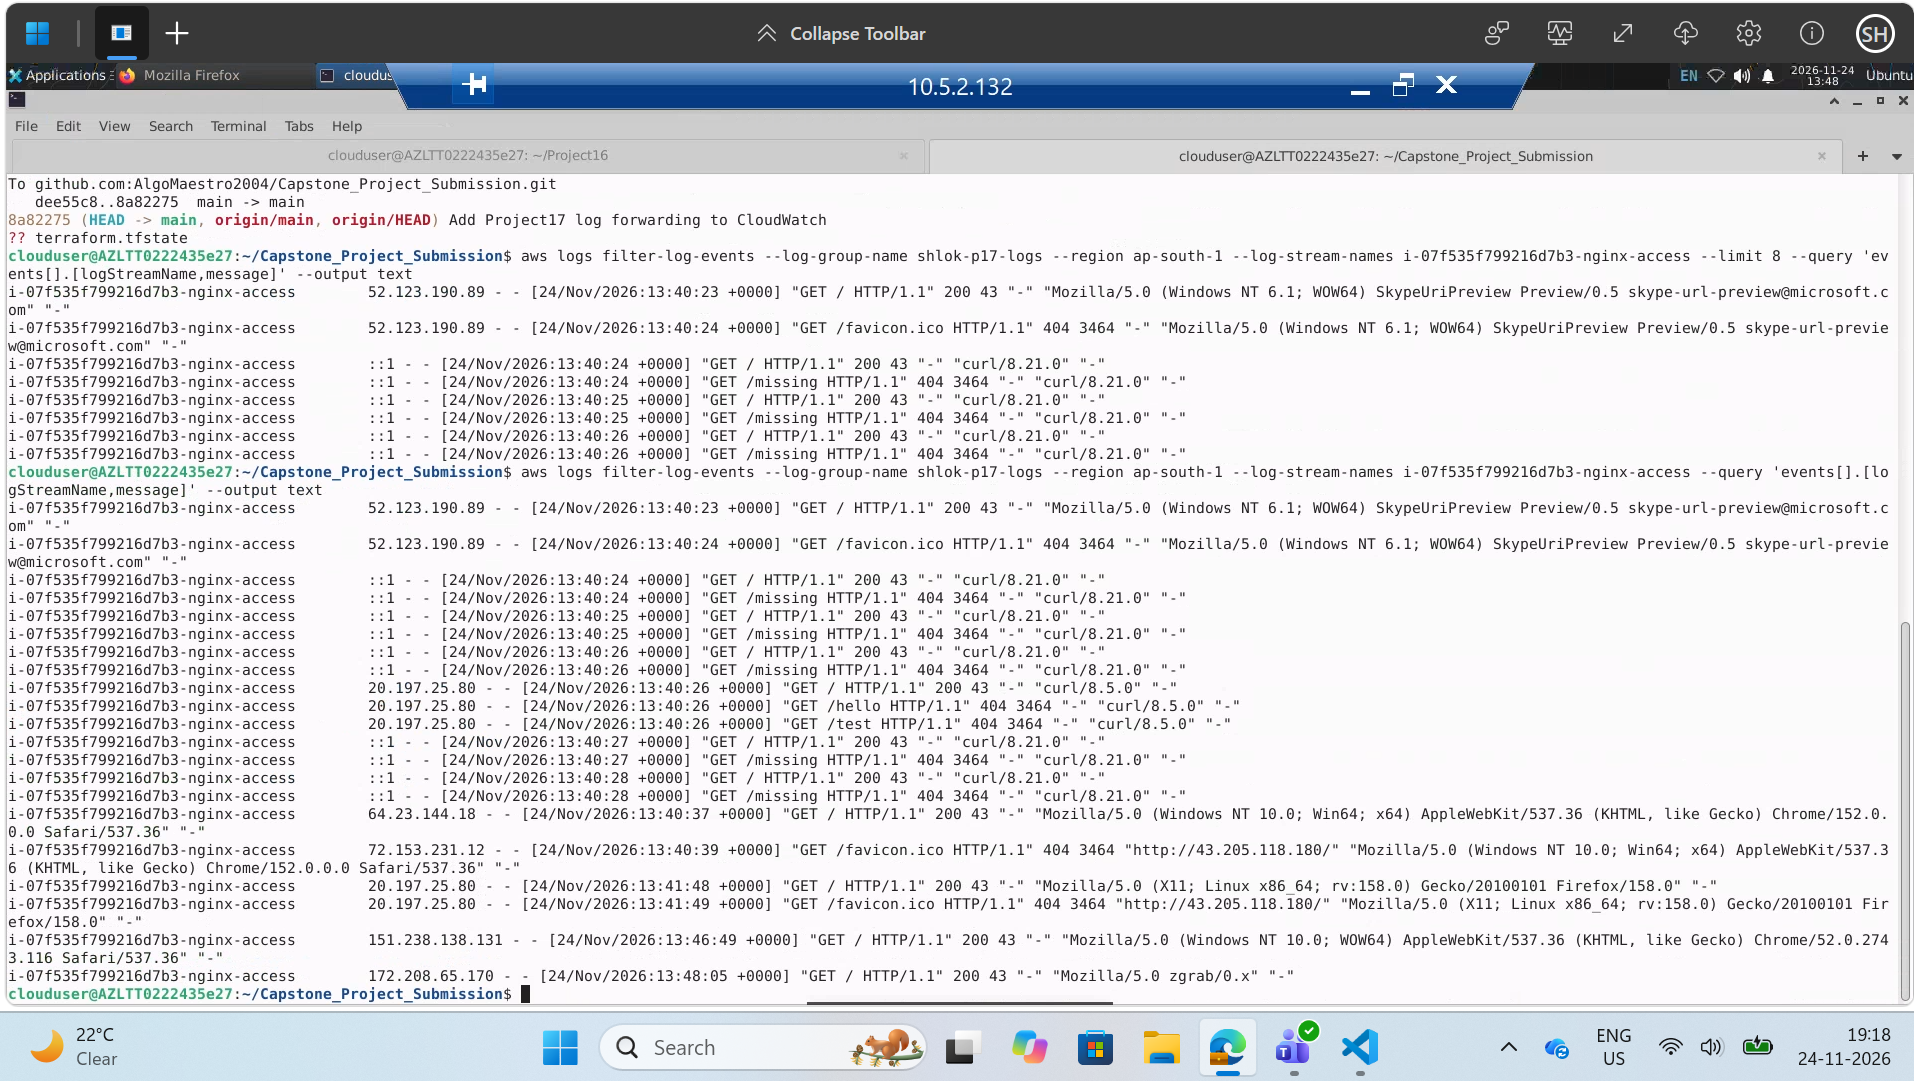 Collapse Toolbar
SH
Applications
Mozilla Firefox
cloudus
10.5.2.132
EN
2026-11-24
13:48
Ubuntu
File Edit View Search Terminal Tabs Help
clouduser@AZLTT0222435e27: ~/Project16
clouduser@AZLTT0222435e27: ~/Capstone_Project_Submission
To github.com:AlgoMaestro2004/Capstone_Project_Submission.git
   dee55c8..8a82275  main -> main
8a82275 (HEAD -> main, origin/main, origin/HEAD) Add Project17 log forwarding to CloudWatch
?? terraform.tfstate
clouduser@AZLTT0222435e27:~/Capstone_Project_Submission$ aws logs filter-log-events --log-group-name shlok-p17-logs --region ap-south-1 --log-stream-names i-07f535f799216d7b3-nginx-access --limit 8 --query 'ev
ents[].[logStreamName,message]' --output text
i-07f535f799216d7b3-nginx-access        52.123.190.89 - - [24/Nov/2026:13:40:23 +0000] "GET / HTTP/1.1" 200 43 "-" "Mozilla/5.0 (Windows NT 6.1; WOW64) SkypeUriPreview Preview/0.5 skype-url-preview@microsoft.c
om" "-"
i-07f535f799216d7b3-nginx-access        52.123.190.89 - - [24/Nov/2026:13:40:24 +0000] "GET /favicon.ico HTTP/1.1" 404 3464 "-" "Mozilla/5.0 (Windows NT 6.1; WOW64) SkypeUriPreview Preview/0.5 skype-url-previe
w@microsoft.com" "-"
i-07f535f799216d7b3-nginx-access        ::1 - - [24/Nov/2026:13:40:24 +0000] "GET / HTTP/1.1" 200 43 "-" "curl/8.21.0" "-"
i-07f535f799216d7b3-nginx-access        ::1 - - [24/Nov/2026:13:40:24 +0000] "GET /missing HTTP/1.1" 404 3464 "-" "curl/8.21.0" "-"
i-07f535f799216d7b3-nginx-access        ::1 - - [24/Nov/2026:13:40:25 +0000] "GET / HTTP/1.1" 200 43 "-" "curl/8.21.0" "-"
i-07f535f799216d7b3-nginx-access        ::1 - - [24/Nov/2026:13:40:25 +0000] "GET /missing HTTP/1.1" 404 3464 "-" "curl/8.21.0" "-"
i-07f535f799216d7b3-nginx-access        ::1 - - [24/Nov/2026:13:40:26 +0000] "GET / HTTP/1.1" 200 43 "-" "curl/8.21.0" "-"
i-07f535f799216d7b3-nginx-access        ::1 - - [24/Nov/2026:13:40:26 +0000] "GET /missing HTTP/1.1" 404 3464 "-" "curl/8.21.0" "-"
clouduser@AZLTT0222435e27:~/Capstone_Project_Submission$ aws logs filter-log-events --log-group-name shlok-p17-logs --region ap-south-1 --log-stream-names i-07f535f799216d7b3-nginx-access --query 'events[].[lo
gStreamName,message]' --output text
i-07f535f799216d7b3-nginx-access        52.123.190.89 - - [24/Nov/2026:13:40:23 +0000] "GET / HTTP/1.1" 200 43 "-" "Mozilla/5.0 (Windows NT 6.1; WOW64) SkypeUriPreview Preview/0.5 skype-url-preview@microsoft.c
om" "-"
i-07f535f799216d7b3-nginx-access        52.123.190.89 - - [24/Nov/2026:13:40:24 +0000] "GET /favicon.ico HTTP/1.1" 404 3464 "-" "Mozilla/5.0 (Windows NT 6.1; WOW64) SkypeUriPreview Preview/0.5 skype-url-previe
w@microsoft.com" "-"
i-07f535f799216d7b3-nginx-access        ::1 - - [24/Nov/2026:13:40:24 +0000] "GET / HTTP/1.1" 200 43 "-" "curl/8.21.0" "-"
i-07f535f799216d7b3-nginx-access        ::1 - - [24/Nov/2026:13:40:24 +0000] "GET /missing HTTP/1.1" 404 3464 "-" "curl/8.21.0" "-"
i-07f535f799216d7b3-nginx-access        ::1 - - [24/Nov/2026:13:40:25 +0000] "GET / HTTP/1.1" 200 43 "-" "curl/8.21.0" "-"
i-07f535f799216d7b3-nginx-access        ::1 - - [24/Nov/2026:13:40:25 +0000] "GET /missing HTTP/1.1" 404 3464 "-" "curl/8.21.0" "-"
i-07f535f799216d7b3-nginx-access        ::1 - - [24/Nov/2026:13:40:26 +0000] "GET / HTTP/1.1" 200 43 "-" "curl/8.21.0" "-"
i-07f535f799216d7b3-nginx-access        ::1 - - [24/Nov/2026:13:40:26 +0000] "GET /missing HTTP/1.1" 404 3464 "-" "curl/8.21.0" "-"
i-07f535f799216d7b3-nginx-access        20.197.25.80 - - [24/Nov/2026:13:40:26 +0000] "GET / HTTP/1.1" 200 43 "-" "curl/8.5.0" "-"
i-07f535f799216d7b3-nginx-access        20.197.25.80 - - [24/Nov/2026:13:40:26 +0000] "GET /hello HTTP/1.1" 404 3464 "-" "curl/8.5.0" "-"
i-07f535f799216d7b3-nginx-access        20.197.25.80 - - [24/Nov/2026:13:40:26 +0000] "GET /test HTTP/1.1" 404 3464 "-" "curl/8.5.0" "-"
i-07f535f799216d7b3-nginx-access        ::1 - - [24/Nov/2026:13:40:27 +0000] "GET / HTTP/1.1" 200 43 "-" "curl/8.21.0" "-"
i-07f535f799216d7b3-nginx-access        ::1 - - [24/Nov/2026:13:40:27 +0000] "GET /missing HTTP/1.1" 404 3464 "-" "curl/8.21.0" "-"
i-07f535f799216d7b3-nginx-access        ::1 - - [24/Nov/2026:13:40:28 +0000] "GET / HTTP/1.1" 200 43 "-" "curl/8.21.0" "-"
i-07f535f799216d7b3-nginx-access        ::1 - - [24/Nov/2026:13:40:28 +0000] "GET /missing HTTP/1.1" 404 3464 "-" "curl/8.21.0" "-"
i-07f535f799216d7b3-nginx-access        64.23.144.18 - - [24/Nov/2026:13:40:37 +0000] "GET / HTTP/1.1" 200 43 "-" "Mozilla/5.0 (Windows NT 10.0; Win64; x64) AppleWebKit/537.36 (KHTML, like Gecko) Chrome/152.0.
0.0 Safari/537.36" "-"
i-07f535f799216d7b3-nginx-access        72.153.231.12 - - [24/Nov/2026:13:40:39 +0000] "GET /favicon.ico HTTP/1.1" 404 3464 "http://43.205.118.180/" "Mozilla/5.0 (Windows NT 10.0; Win64; x64) AppleWebKit/537.3
6 (KHTML, like Gecko) Chrome/152.0.0.0 Safari/537.36" "-"
i-07f535f799216d7b3-nginx-access        20.197.25.80 - - [24/Nov/2026:13:41:48 +0000] "GET / HTTP/1.1" 200 43 "-" "Mozilla/5.0 (X11; Linux x86_64; rv:158.0) Gecko/20100101 Firefox/158.0" "-"
i-07f535f799216d7b3-nginx-access        20.197.25.80 - - [24/Nov/2026:13:41:49 +0000] "GET /favicon.ico HTTP/1.1" 404 3464 "http://43.205.118.180/" "Mozilla/5.0 (X11; Linux x86_64; rv:158.0) Gecko/20100101 Fir
efox/158.0" "-"
i-07f535f799216d7b3-nginx-access        151.238.138.131 - - [24/Nov/2026:13:46:49 +0000] "GET / HTTP/1.1" 200 43 "-" "Mozilla/5.0 (Windows NT 10.0; WOW64) AppleWebKit/537.36 (KHTML, like Gecko) Chrome/52.0.274
3.116 Safari/537.36" "-"
i-07f535f799216d7b3-nginx-access        172.208.65.170 - - [24/Nov/2026:13:48:05 +0000] "GET / HTTP/1.1" 200 43 "-" "Mozilla/5.0 zgrab/0.x" "-"
clouduser@AZLTT0222435e27:~/Capstone_Project_Submission$
22°C
Clear
Search
ENG
US
19:18
24-11-2026